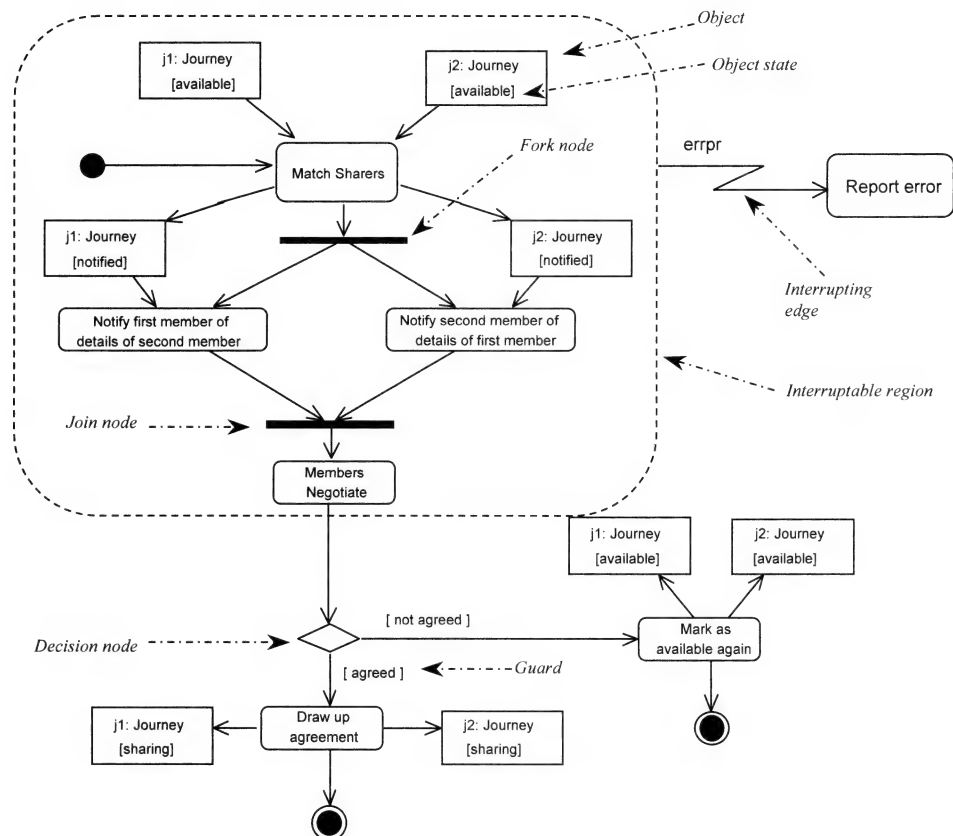 Object
j1: Journey
[available]
j2: Journey
[available]
Object state
Fork node
errpr
Match Sharers
Report error
j1: Journey
[notified]
j2: Journey
[notified]
Interrupting
edge
Notify first member of
details of second member
Notify second member of
details of first member
Interruptable region
Join node
Members
Negotiate
j1: Journey
[available]
j2: Journey
[available]
[ not agreed ]
Mark as
available again
Decision node
[ agreed ]
Guard
j1: Journey
[sharing]
Draw up
agreement
j2: Journey
[sharing]